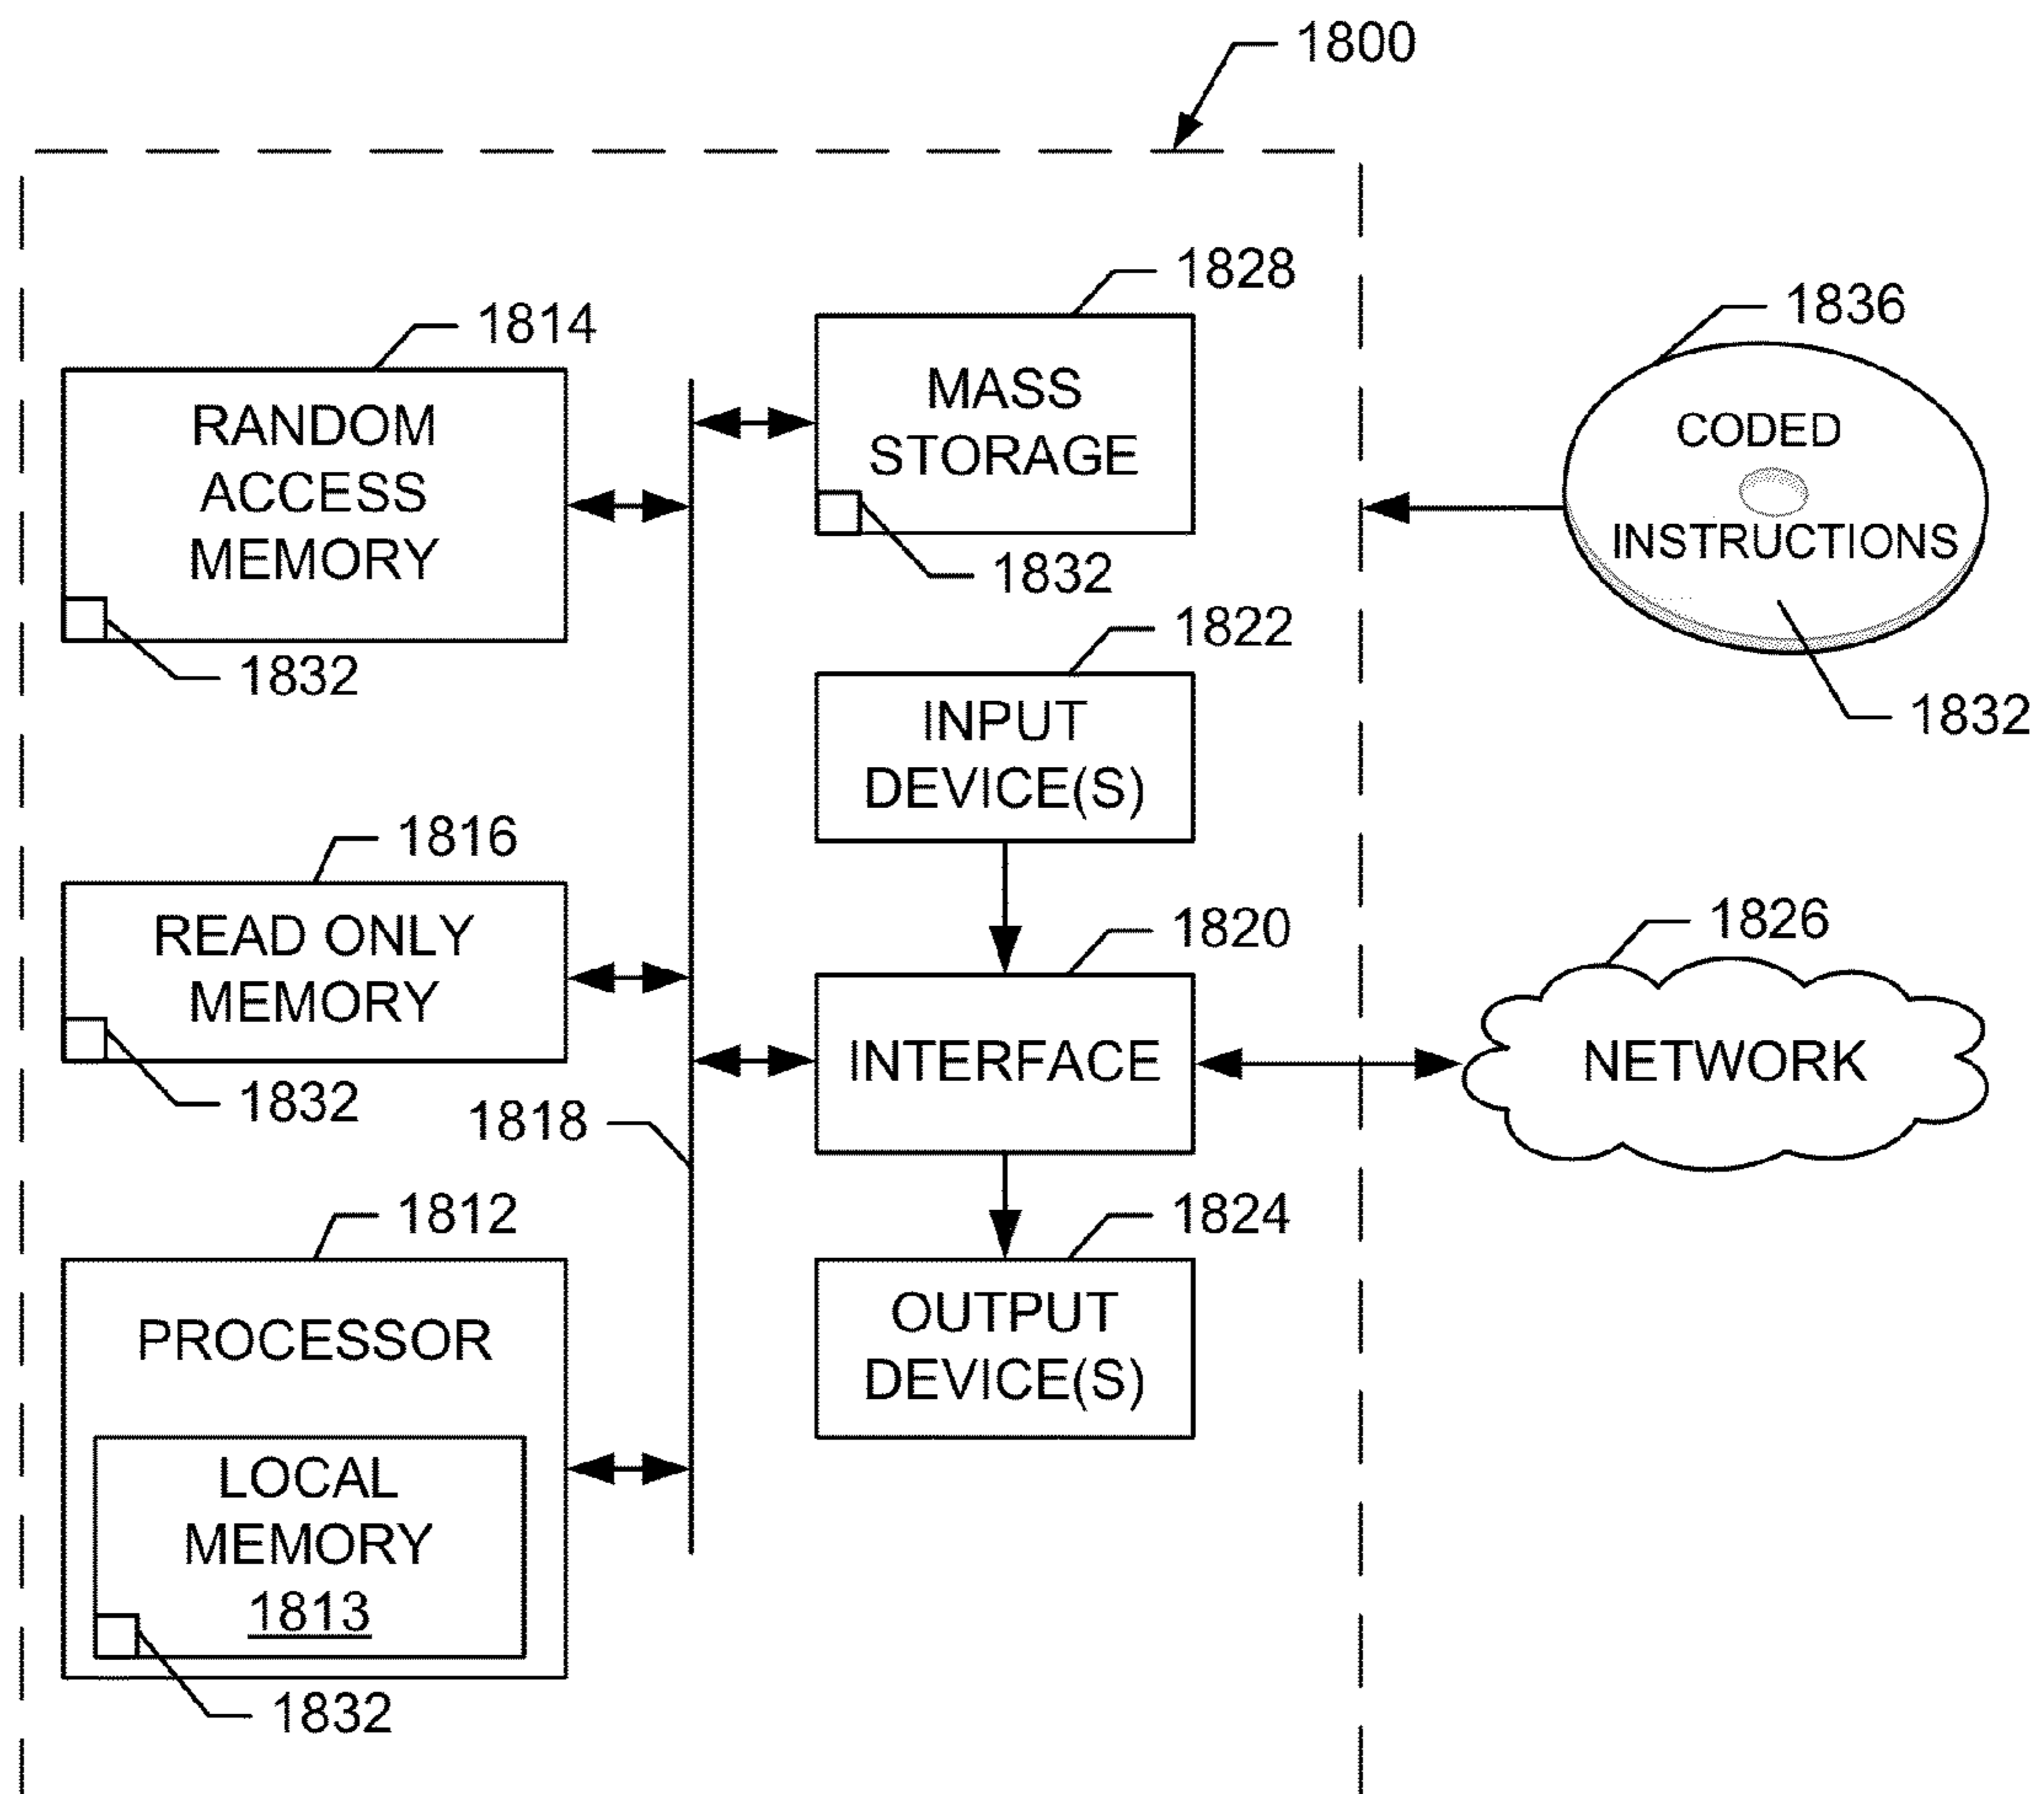 1800
1828
1814
1836
MASS
STORAGE
RANDOM
ACCESS
MEMORY
CODED
INSTRUCTIONS
1832
1832
1822
1832
INPUT
DEVICE(S)
1816
1820
1826
READ ONLY
MEMORY
INTERFACE
NETWORK
1832
1818
1812
1824
PROCESSOR
OUTPUT
DEVICE(S)
LOCAL
MEMORY
1813
1832